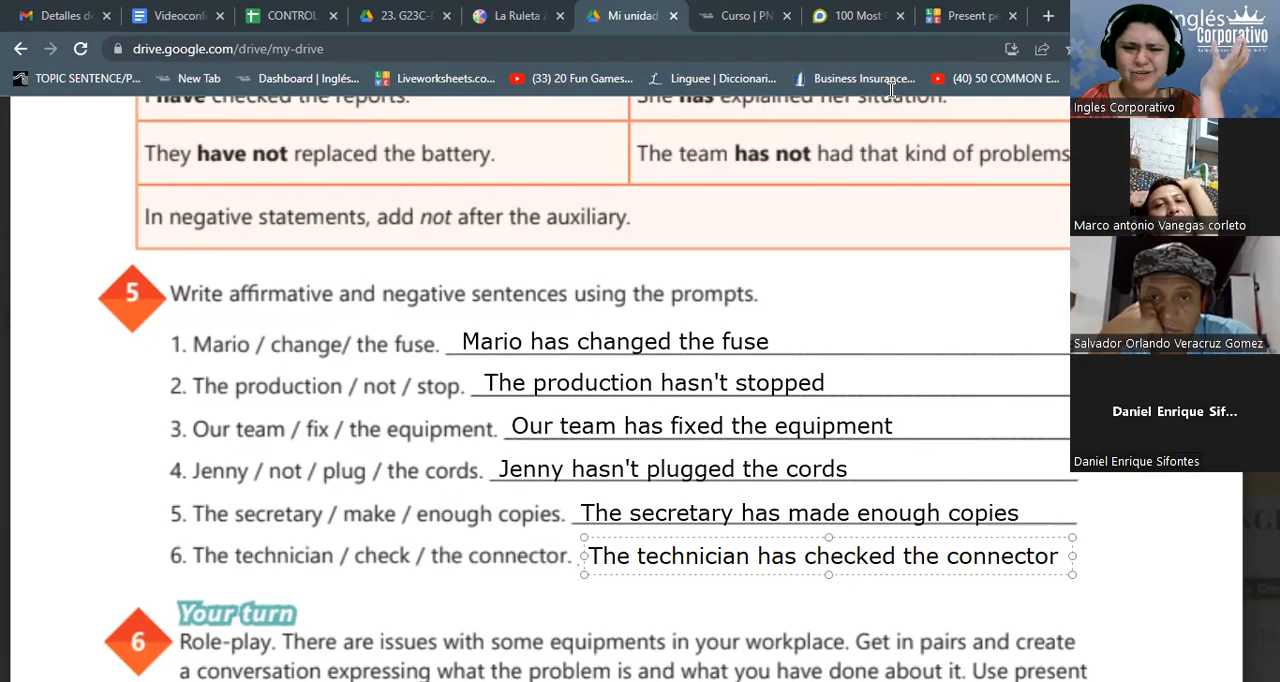 Detalles de
Videoconf
CONTROL
23. G23C-
La Ruleta
Mi unidad
Curso | PN
100 Most
Present pe
drive.google.com/drive/my-drive
TOPIC SENTENCE/P...
New Tab
Dashboard | Inglés...
Liveworksheets.co...
(33) 20 Fun Games...
Linguee | Diccionari...
Business Insurance...
(40) 50 COMMON E...
Inglés
Corporativo
Ingles Corporativo
Marco antonio Vanegas corleto
Salvador Orlando Veracruz Gomez
Daniel Enrique Sif...
Daniel Enrique Sifontes
I have checked the reports.
She has explained her situation.
They have not replaced the battery.
The team has not had that kind of problems
In negative statements, add not after the auxiliary.
5 Write affirmative and negative sentences using the prompts.
1. Mario / change/ the fuse. Mario has changed the fuse
2. The production / not / stop. The production hasn't stopped
3. Our team / fix / the equipment. Our team has fixed the equipment
4. Jenny / not / plug / the cords. Jenny hasn't plugged the cords
5. The secretary / make / enough copies. The secretary has made enough copies
6. The technician / check / the connector. The technician has checked the connector
Your turn
6 Role-play. There are issues with some equipments in your workplace. Get in pairs and create
a conversation expressing what the problem is and what you have done about it. Use present